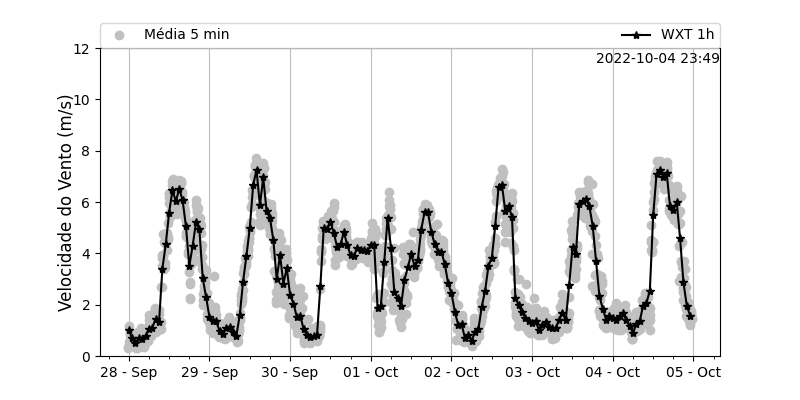 Média 5 min
WXT 1h
2022-10-04 23:49
Velocidade do Vento (m/s)
12
10
8
6
4
2
0
28 - Sep
29 - Sep
30 - Sep
01 - Oct
02 - Oct
03 - Oct
04 - Oct
05 - Oct